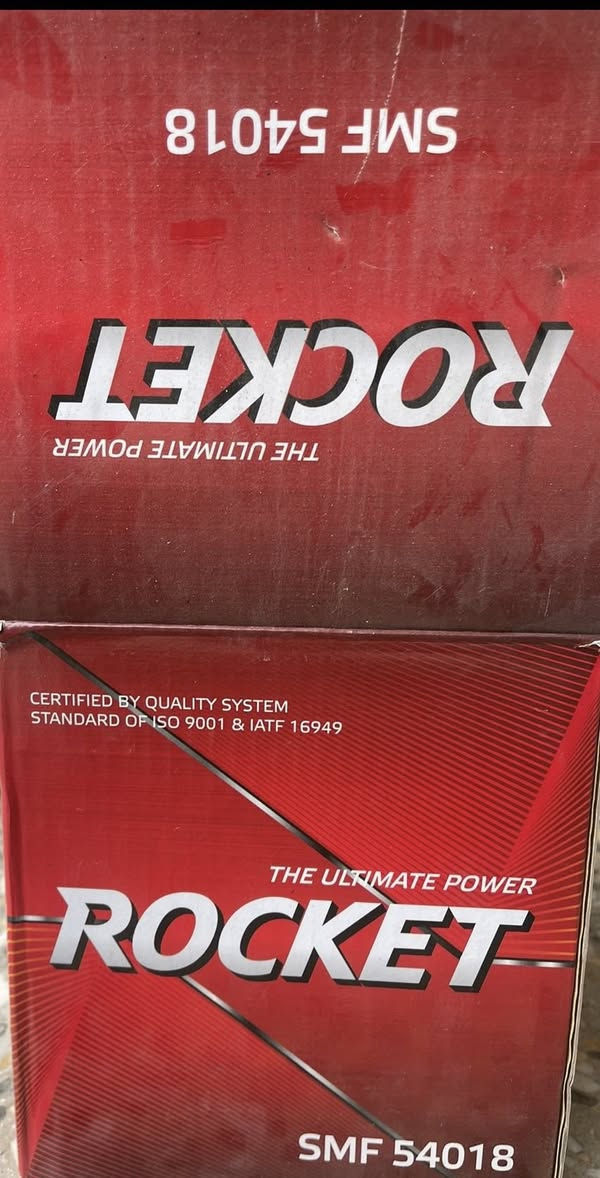 SMF 54018
ROCKET
THE ULTIMATE POWER
CERTIFIED BY QUALITY SYSTEM
STANDARD OF ISO 9001 & IATF 16949
THE ULTIMATE POWER
ROCKET
SMF 54018